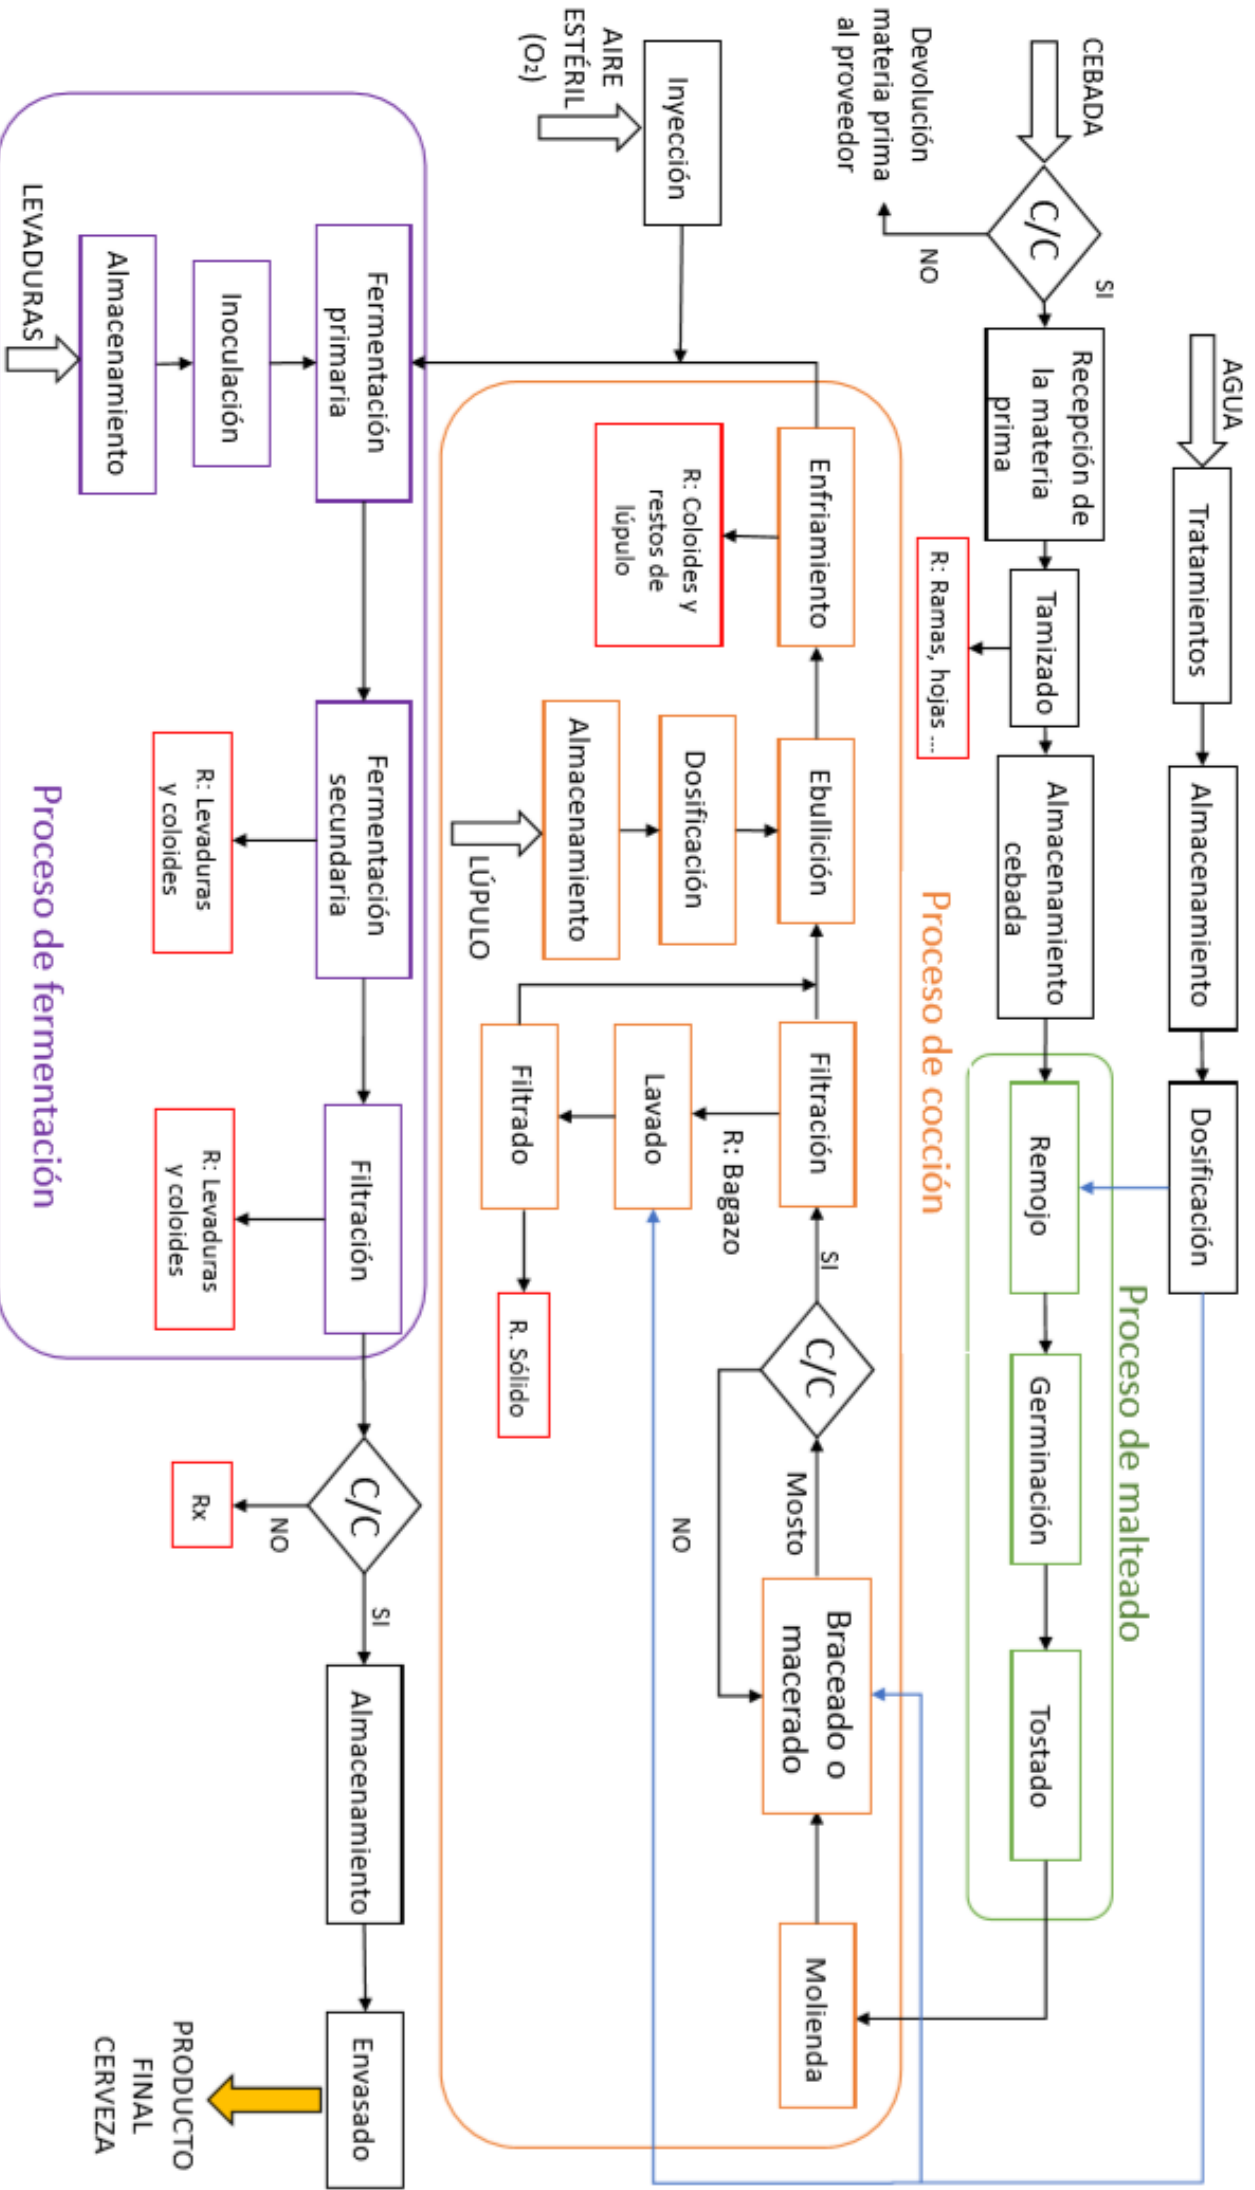 AGUA
Tratamientos
Almacenamiento
Dosificación
CEBADA
C/C
SI
NO
Devolución
materia prima
al proveedor
Recepción de
la materia
prima
Tamizado
R: Ramas, hojas ...
Almacenamiento
cebada
Proceso de malteado
Remojo
Germinación
Tostado
Proceso de cocción
Molienda
Braceado o
macerado
Mosto
C/C
SI
NO
Filtración
R: Bagazo
Lavado
Filtrado
R. Sólido
Ebullición
Dosificación
Almacenamiento
LÚPULO
Enfriamiento
R: Coloides y
restos de
lúpulo
Inyección
AIRE
ESTÉRIL
(O₂)
Fermentación
primaria
Inoculación
Almacenamiento
LEVADURAS
Fermentación
secundaria
R: Levaduras
y coloides
Filtración
R: Levaduras
y coloides
Proceso de fermentación
C/C
NO
Rx
SI
Almacenamiento
Envasado
PRODUCTO
FINAL
CERVEZA